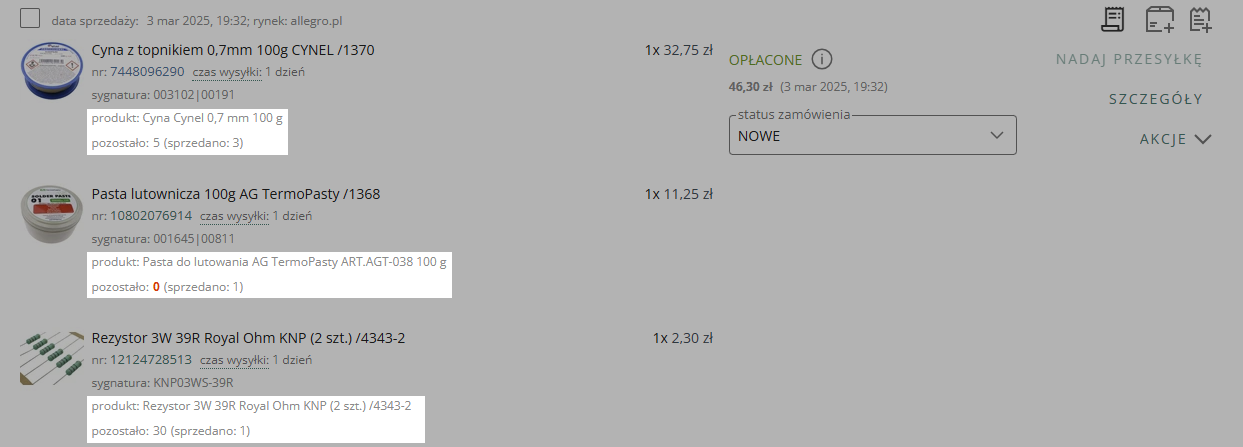 data sprzedaży: 3 mar 2025, 19:32; rynek: allegro.pl
Cyna z topnikiem 0,7mm 100g CYNEL /1370
1x 32,75 zł
nr: 7448096290 czas wysyłki: 1 dzień
sygnatura: 003102|00191
produkt: Cyna Cynel 0,7 mm 100 g
pozostało: 5 (sprzedano: 3)
OPŁACONE
46,30 zł (3 mar 2025, 19:32)
status zamówienia
NOWE
NADAJ PRZESYŁKĘ
SZCZEGÓŁY
AKCJE
Pasta lutownicza 100g AG TermoPasty /1368
1x 11,25 zł
nr: 10802076914 czas wysyłki: 1 dzień
sygnatura: 001645|00811
produkt: Pasta do lutowania AG TermoPasty ART.AGT-038 100 g
pozostało: 0 (sprzedano: 1)
Rezystor 3W 39R Royal Ohm KNP (2 szt.) /4343-2
1x 2,30 zł
nr: 12124728513 czas wysyłki: 1 dzień
sygnatura: KNP03WS-39R
produkt: Rezystor 3W 39R Royal Ohm KNP (2 szt.) /4343-2
pozostało: 30 (sprzedano: 1)